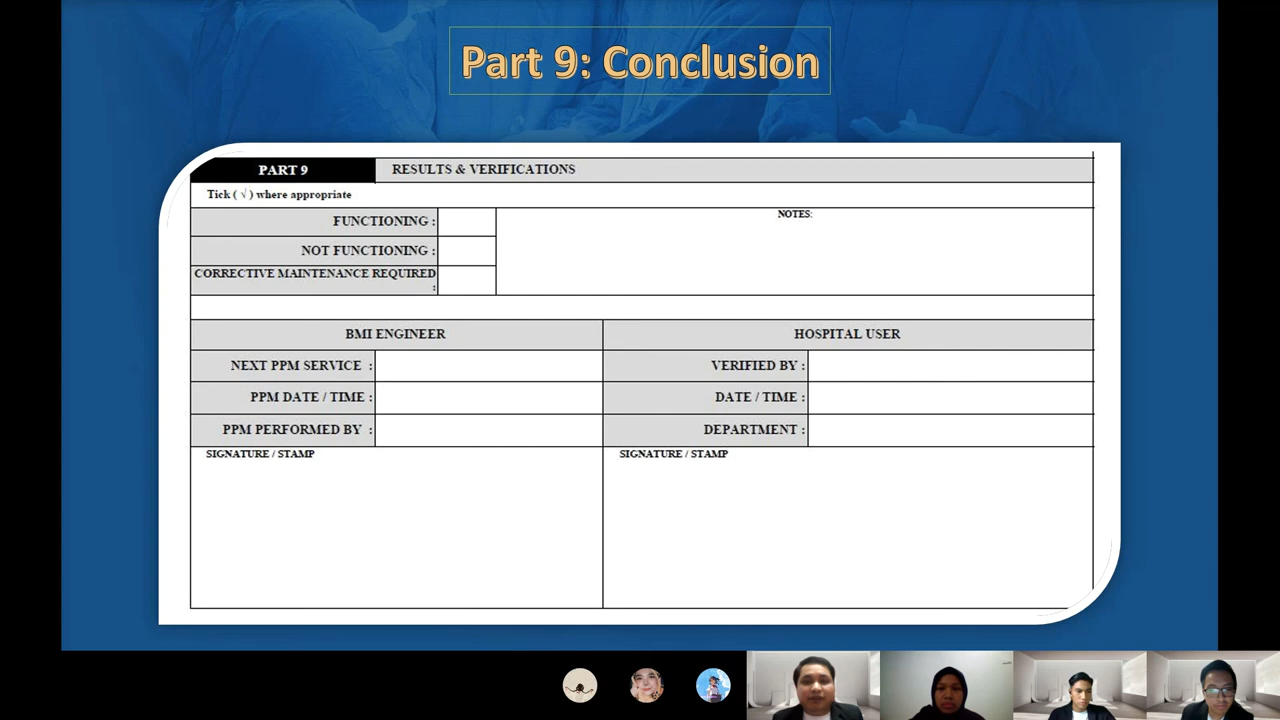 Part 9: Conclusion
PART 9 RESULTS & VERIFICATIONS
Tick ( √ ) where appropriate
FUNCTIONING :
NOTES:
NOT FUNCTIONING :
CORRECTIVE MAINTENANCE REQUIRED
:
BMI ENGINEER HOSPITAL USER
NEXT PPM SERVICE : VERIFIED BY :
PPM DATE / TIME : DATE / TIME :
PPM PERFORMED BY : DEPARTMENT :
SIGNATURE / STAMP SIGNATURE / STAMP